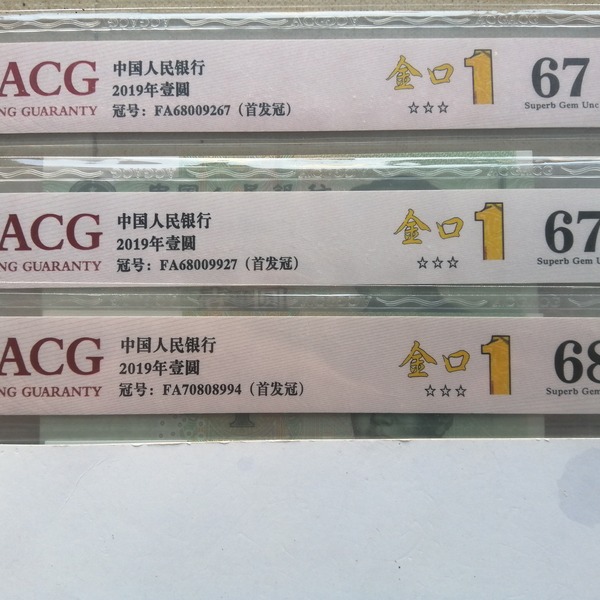 ACG
NG GUARANTY
中国人民银行
2019年壹圆
冠号: FA68009267 (首发冠)
金口1
☆☆☆
67
Superb Gem Unc
ACG
NG GUARANTY
中国人民银行
2019年壹圆
冠号: FA68009927 (首发冠)
金口1
☆☆☆
67
Superb Gem U
ACG
NG GUARANTY
中国人民银行
2019年壹圆
冠号: FA70808994 (首发冠)
金口1
☆☆☆
68
Superb Gem